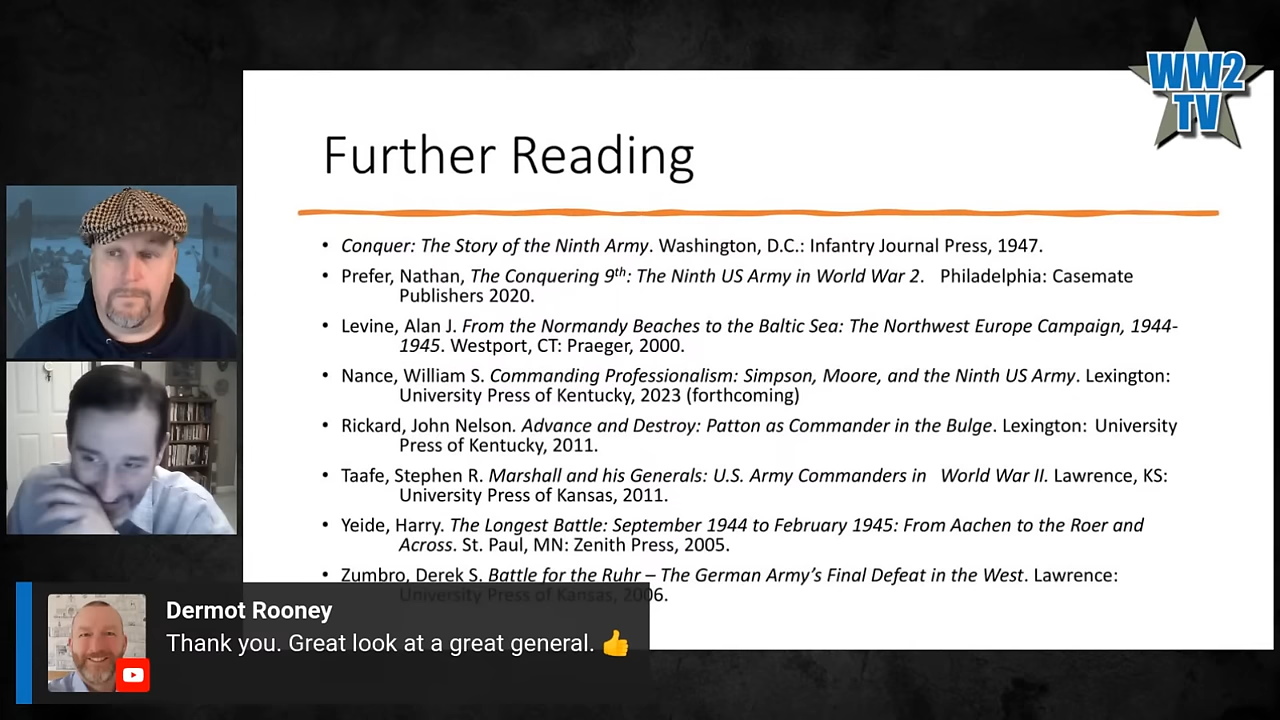 WW2
TV
Further Reading
• Conquer: The Story of the Ninth Army. Washington, D.C.: Infantry Journal Press, 1947.
• Prefer, Nathan, The Conquering 9th: The Ninth US Army in World War 2. Philadelphia: Casemate
Publishers 2020.
• Levine, Alan J. From the Normandy Beaches to the Baltic Sea: The Northwest Europe Campaign, 1944-
1945. Westport, CT: Praeger, 2000.
• Nance, William S. Commanding Professionalism: Simpson, Moore, and the Ninth US Army. Lexington:
University Press of Kentucky, 2023 (forthcoming)
• Rickard, John Nelson. Advance and Destroy: Patton as Commander in the Bulge. Lexington: University
Press of Kentucky, 2011.
• Taafe, Stephen R. Marshall and his Generals: U.S. Army Commanders in World War II. Lawrence, KS:
University Press of Kansas, 2011.
• Yeide, Harry. The Longest Battle: September 1944 to February 1945: From Aachen to the Roer and
Across. St. Paul, MN: Zenith Press, 2005.
• Zumbro, Derek S. Battle for the Ruhr – The German Army's Final Defeat in the West. Lawrence:
University Press of Kansas, 2006.
Dermot Rooney
Thank you. Great look at a great general. 👍